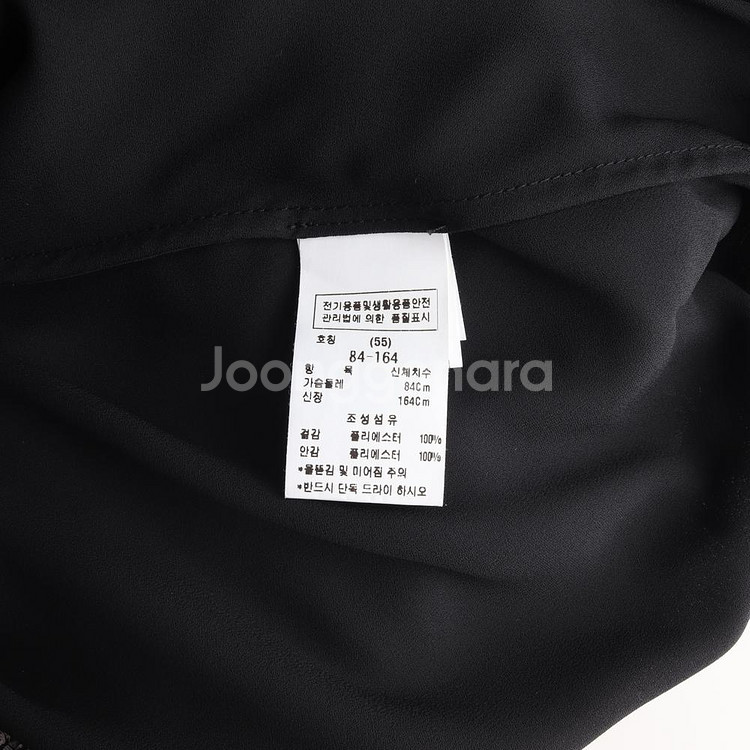 전기용품및생활용품안전
관리법에 의한 품질표시
호칭 (55)
84-164
항 목 신체치수
가슴둘레 84Cm
신장 164Cm
조성섬유
겉감 폴리에스터 100%
안감 폴리에스터 100%
*올뜯김 및 미어짐 주의
*반드시 단독 드라이 하시오
Joonggonara